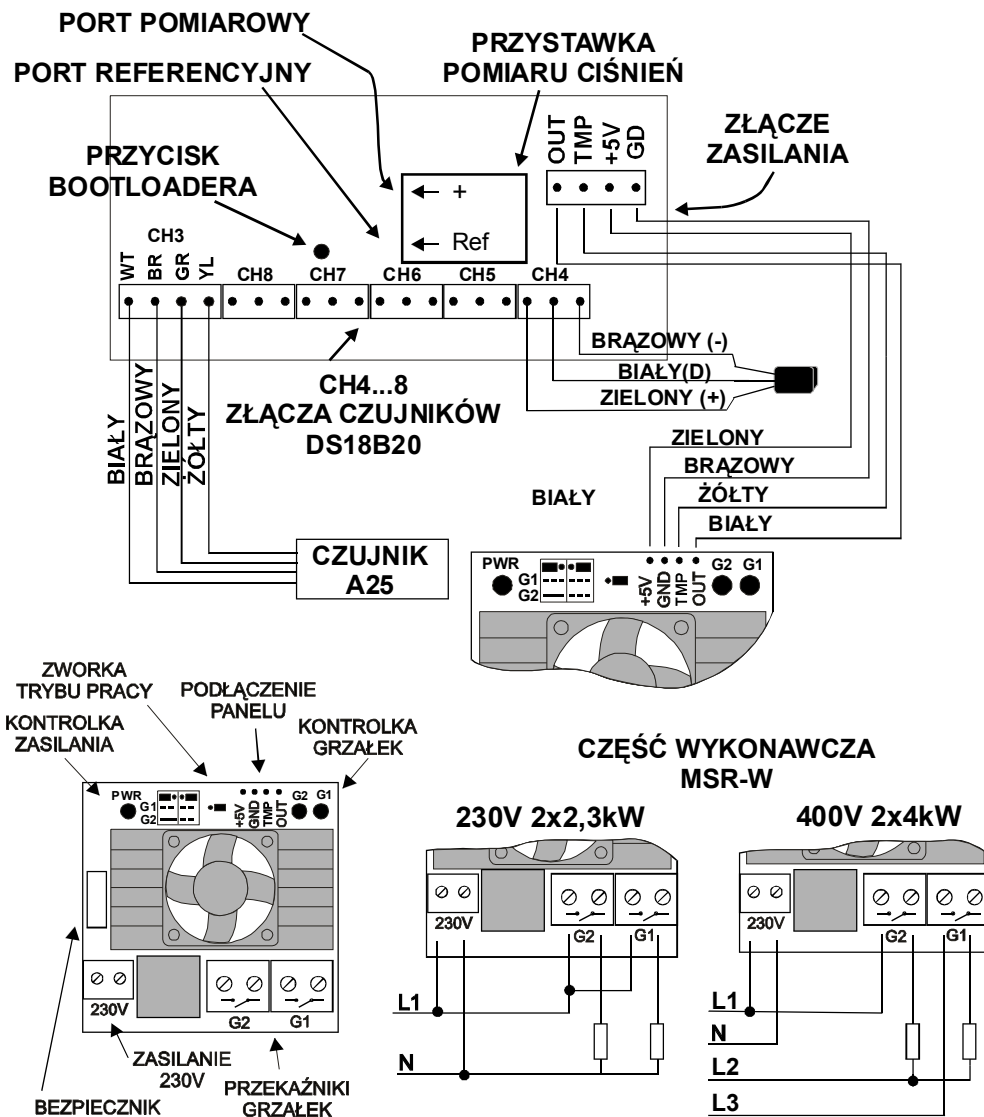 PORT POMIAROWY
PORT REFERENCYJNY
PRZYSTAWKA
POMIARU CIŚNIEŃ
PRZYCISK
BOOTLOADERA
OUT
TMP
+5V
GD
ZŁĄCZE
ZASILANIA
+
Ref
CH3
WT
BR
GR
YL
CH8
CH7
CH6
CH5
CH4
BRĄZOWY (-)
BIAŁY(D)
ZIELONY (+)
CH4...8
ZŁĄCZA CZUJNIKÓW
DS18B20
BIAŁY
BRĄZOWY
ZIELONY
ŻÓŁTY
ZIELONY
BRĄZOWY
BIAŁY
ŻÓŁTY
BIAŁY
CZUJNIK
A25
PWR
G1
G2
+5V
GND
TMP
OUT
G2 G1
ZWORKA
TRYBU PRACY
PODŁĄCZENIE
PANELU
KONTROLKA
ZASILANIA
KONTROLKA
GRZAŁEK
PWR
G1
G2
+5V
GND
TMP
OUT
G2 G1
230V
G2
G1
ZASILANIE
230V
BEZPIECZNIK
PRZEKAŹNIKI
GRZAŁEK
CZĘŚĆ WYKONAWCZA
MSR-W
230V 2x2,3kW
230V
G2
G1
L1
N
400V 2x4kW
230V
G2
G1
L1
N
L2
L3